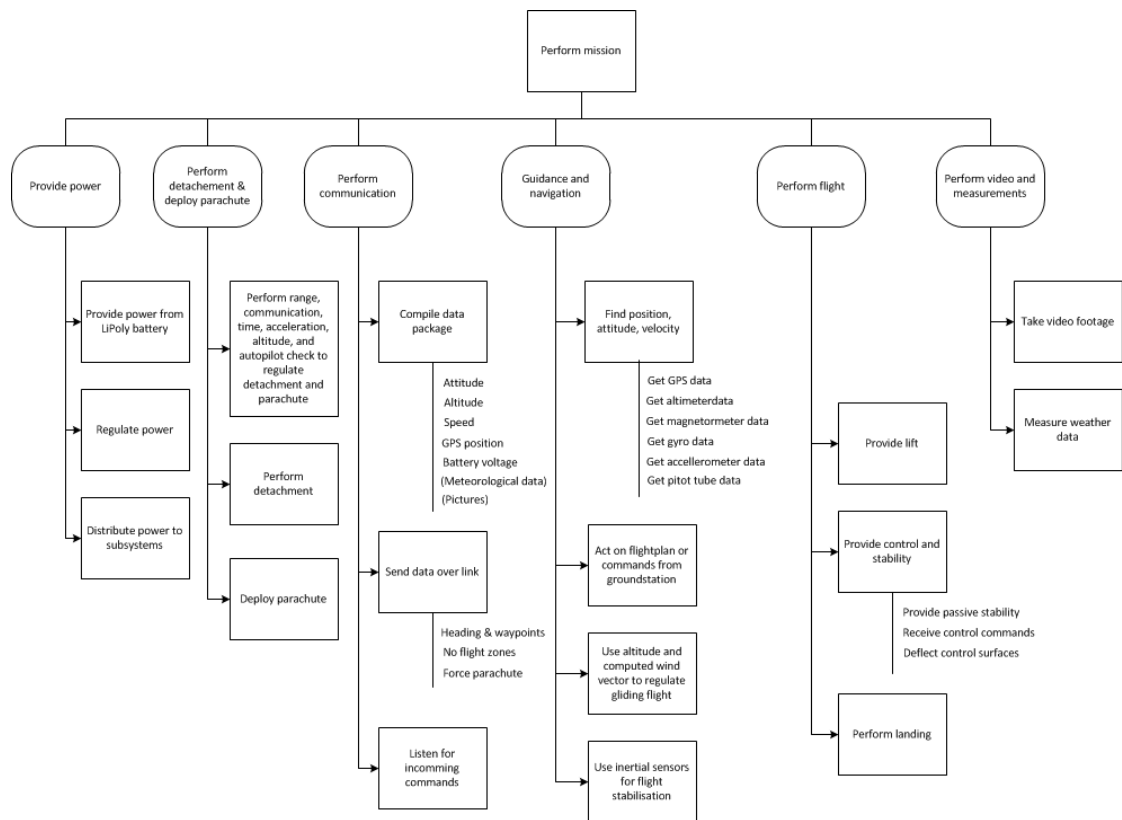 Perform mission
Provide power
Perform
detachement &
deploy parachute
Perform
communication
Guidance and
navigation
Perform flight
Perform video and
measurements
Provide power from
LiPoly battery
Regulate power
Distribute power to
subsystems
Perform range,
communication,
time, acceleration,
altitude, and
autopilot check to
regulate
detachment and
parachute
Perform
detachment
Deploy parachute
Compile data
package
Attitude
Altitude
Speed
GPS position
Battery voltage
(Meteorological data)
(Pictures)
Send data over link
Heading & waypoints
No flight zones
Force parachute
Listen for
incomming
commands
Find position,
attitude, velocity
Get GPS data
Get altimeterdata
Get magnetormeter data
Get gyro data
Get accellerometer data
Get pitot tube data
Act on flightplan or
commands from
groundstation
Use altitude and
computed wind
vector to regulate
gliding flight
Use inertial sensors
for flight
stabilisation
Provide lift
Provide control and
stability
Provide passive stability
Receive control commands
Deflect control surfaces
Perform landing
Take video footage
Measure weather
data